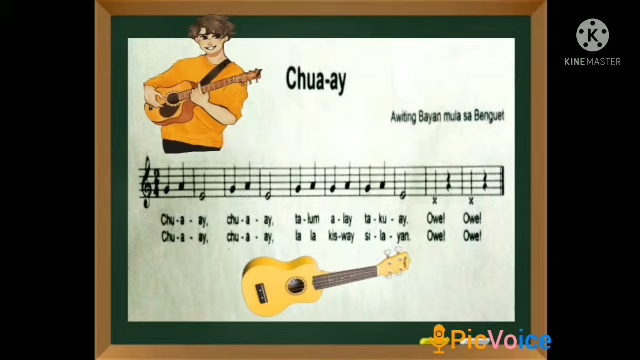 KINEMASTER
Chua-ay
Awiting Bayan mula sa Benguet
Chu - a - ay, chu - a - ay, ta - lum a - lay ta - ku - ay. Owe! Owe!
Chu - a - ay, chu - a - ay, la la kis-way si - la - yan. Owe! Owe!
PicVoice